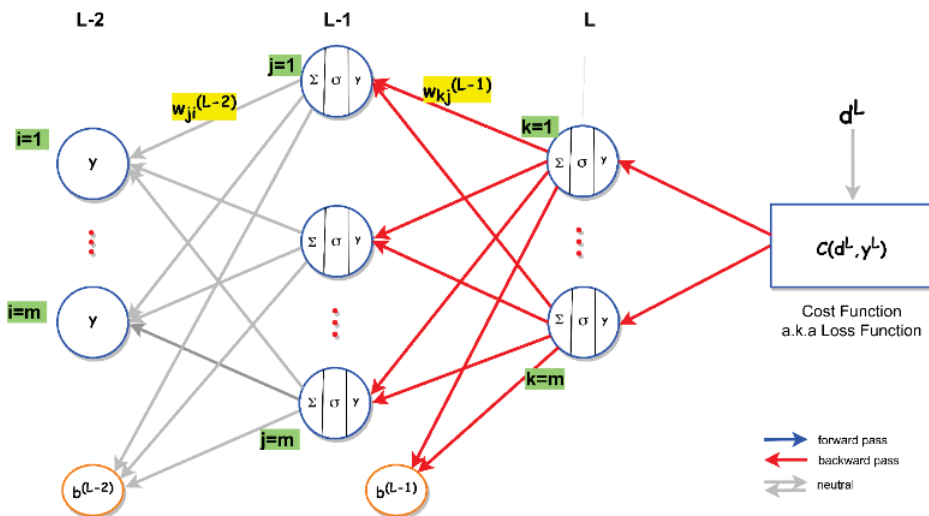 L-2
L-1
L
j=1
Σ σ y
w_ji^(L-2)
w_kj^(L-1)
k=1
d^L
i=1
y
Σ σ y
Σ σ y
C(d^L,y^L)
i=m
y
Σ σ y
Cost Function
a.k.a Loss Function
k=m
Σ σ y
j=m
forward pass
backward pass
neutral
b^(L-2)
b^(L-1)